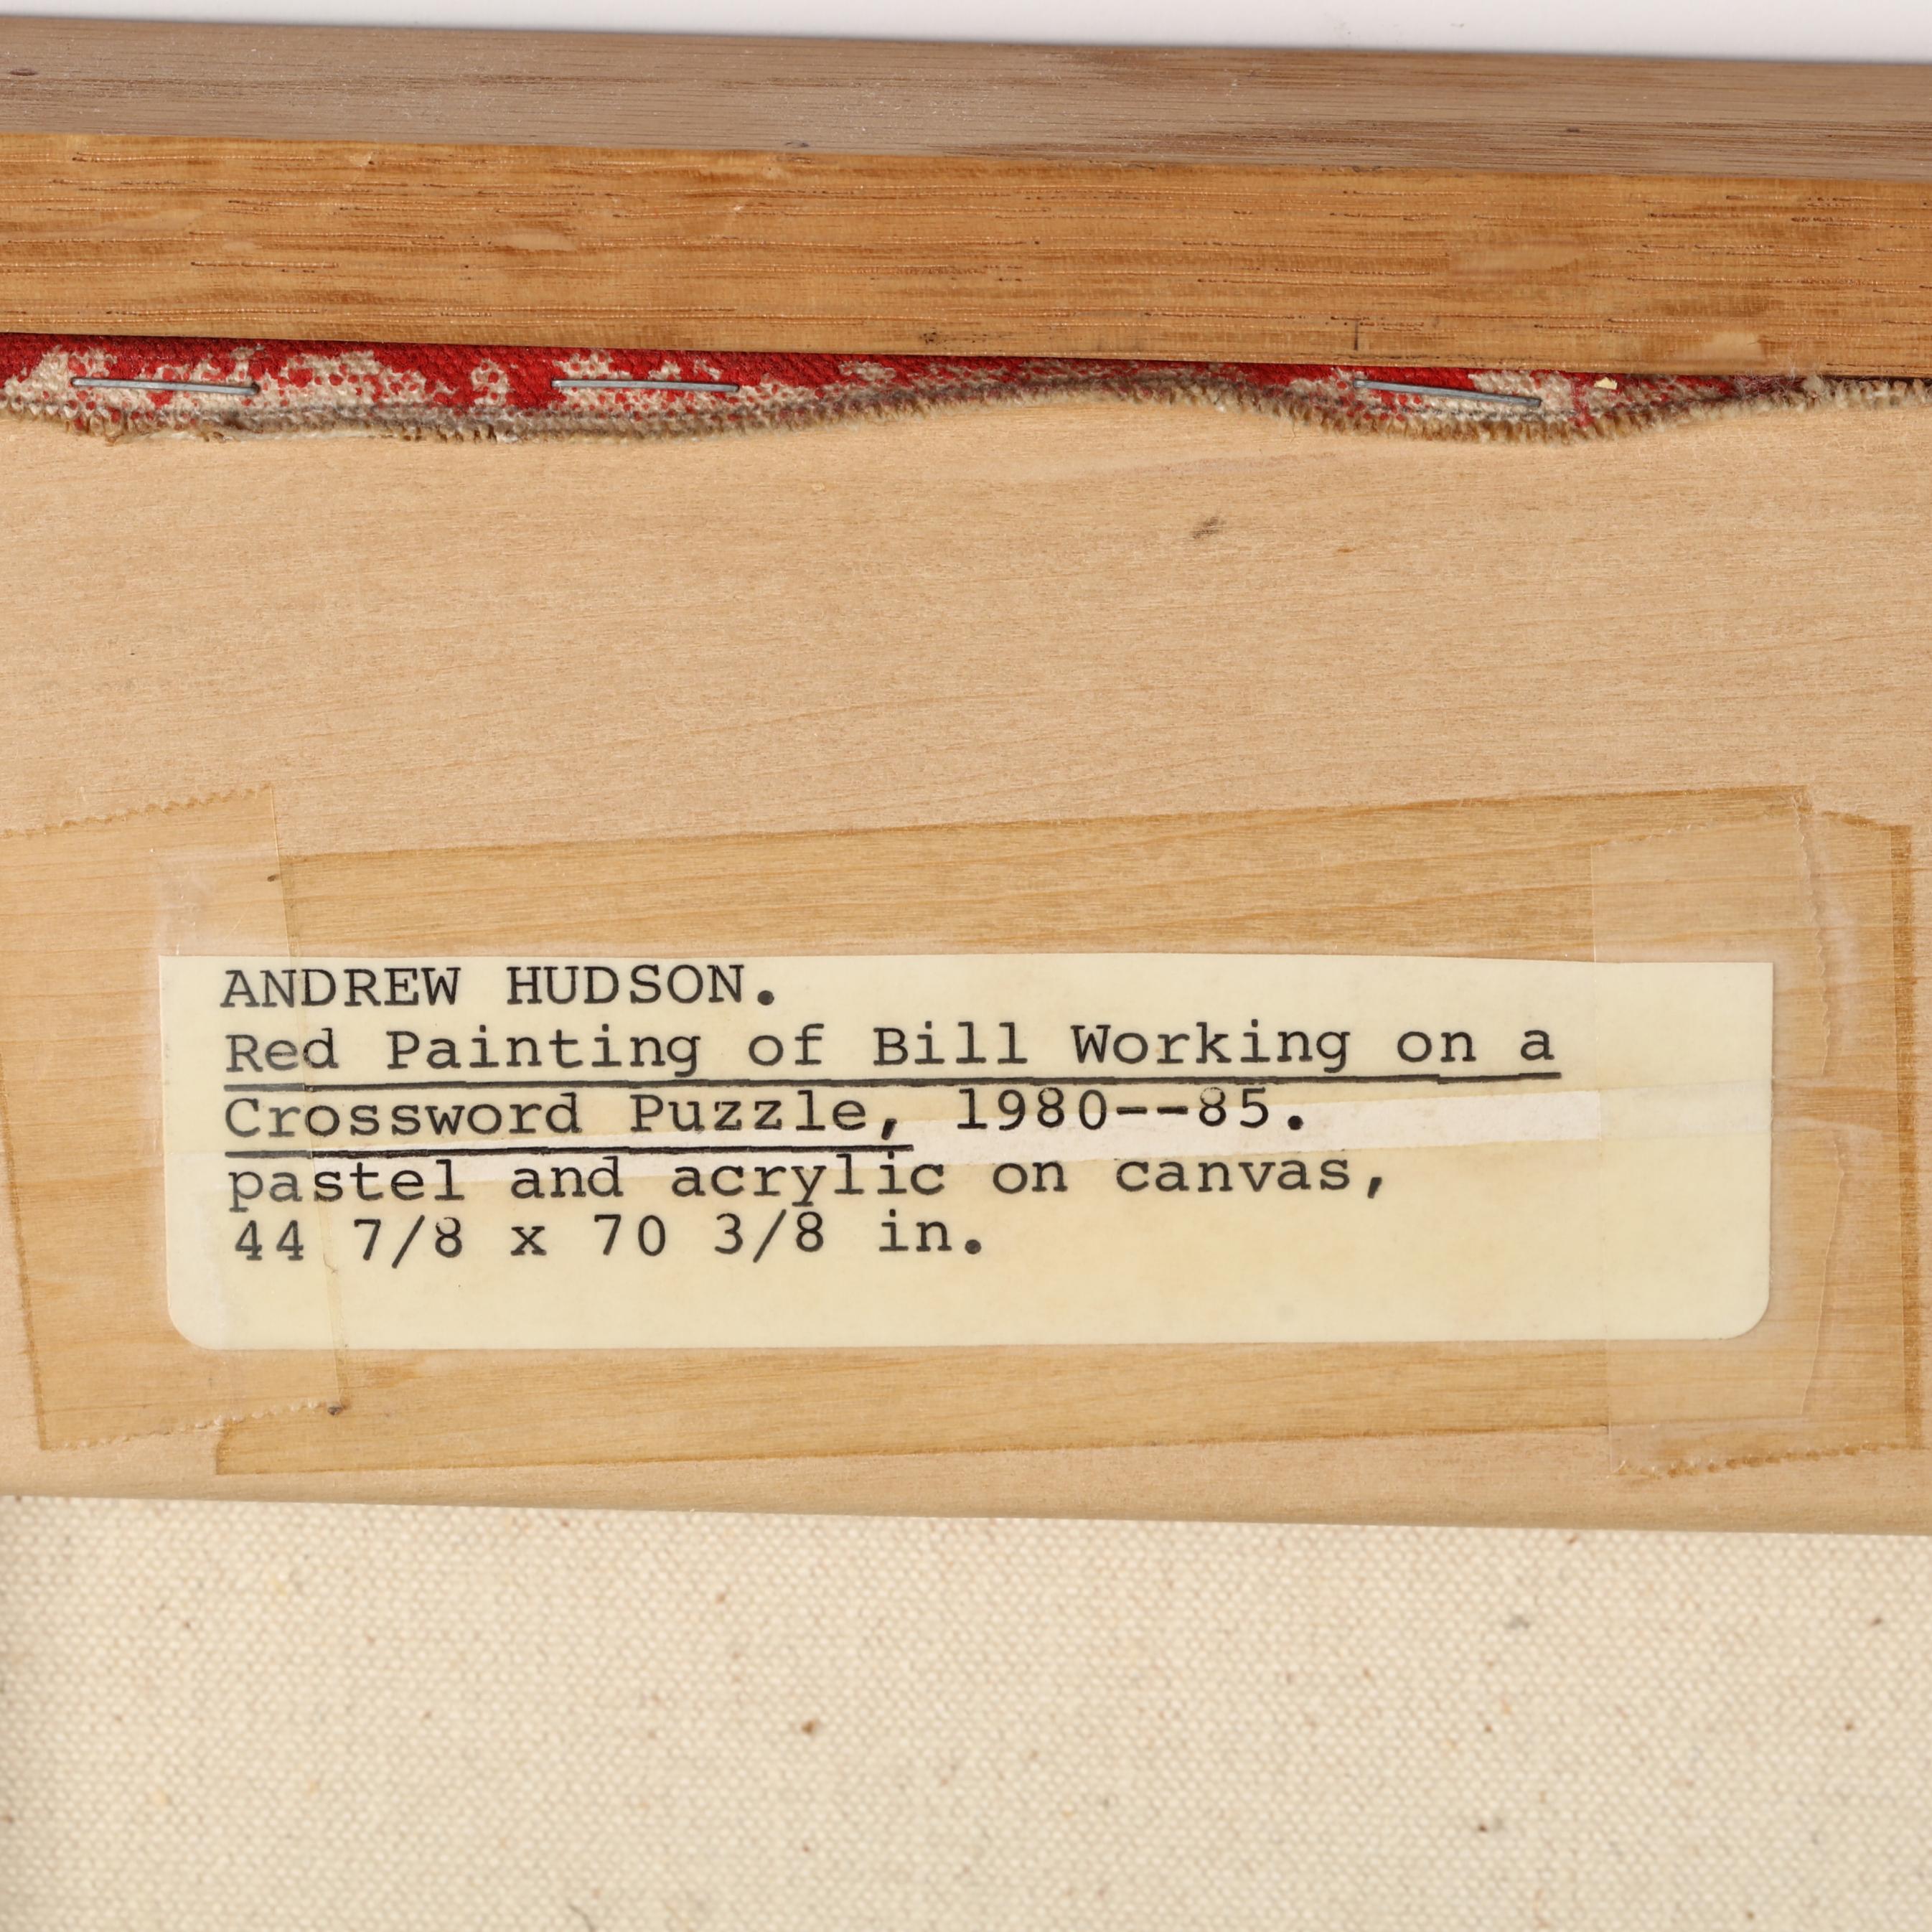 ANDREW HUDSON.
Red Painting of Bill Working on a
Crossword Puzzle, 1980--85.
pastel and acrylic on canvas,
44 7/8 x 70 3/8 in.